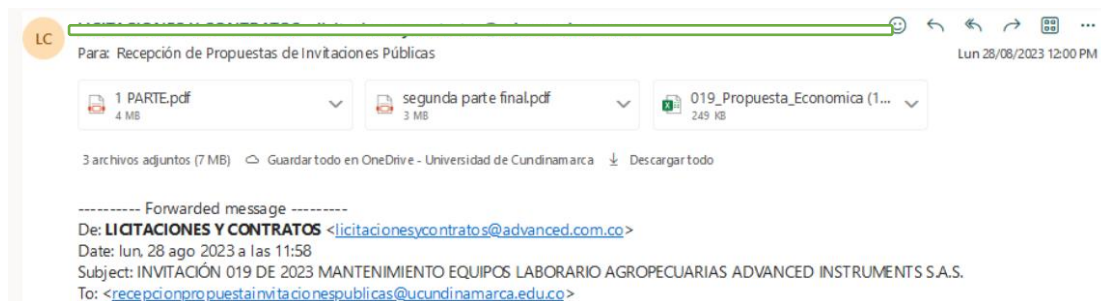 LC
Para: Recepción de Propuestas de Invitaciones Públicas
Lun 28/08/2023 12:00 PM
1 PARTE.pdf
4 MB
segunda parte final.pdf
3 MB
019_Propuesta_Economica (1...
249 KB
3 archivos adjuntos (7 MB) Guardar todo en OneDrive - Universidad de Cundinamarca Descargar todo
---------- Forwarded message ---------
De: LICITACIONES Y CONTRATOS <licitacionesycontratos@advanced.com.co>
Date: lun, 28 ago 2023 a las 11:58
Subject: INVITACIÓN 019 DE 2023 MANTENIMIENTO EQUIPOS LABORARIO AGROPECUARIAS ADVANCED INSTRUMENTS S.A.S.
To: <recepcionpropuestainvitacionespublicas@ucundinamarca.edu.co>